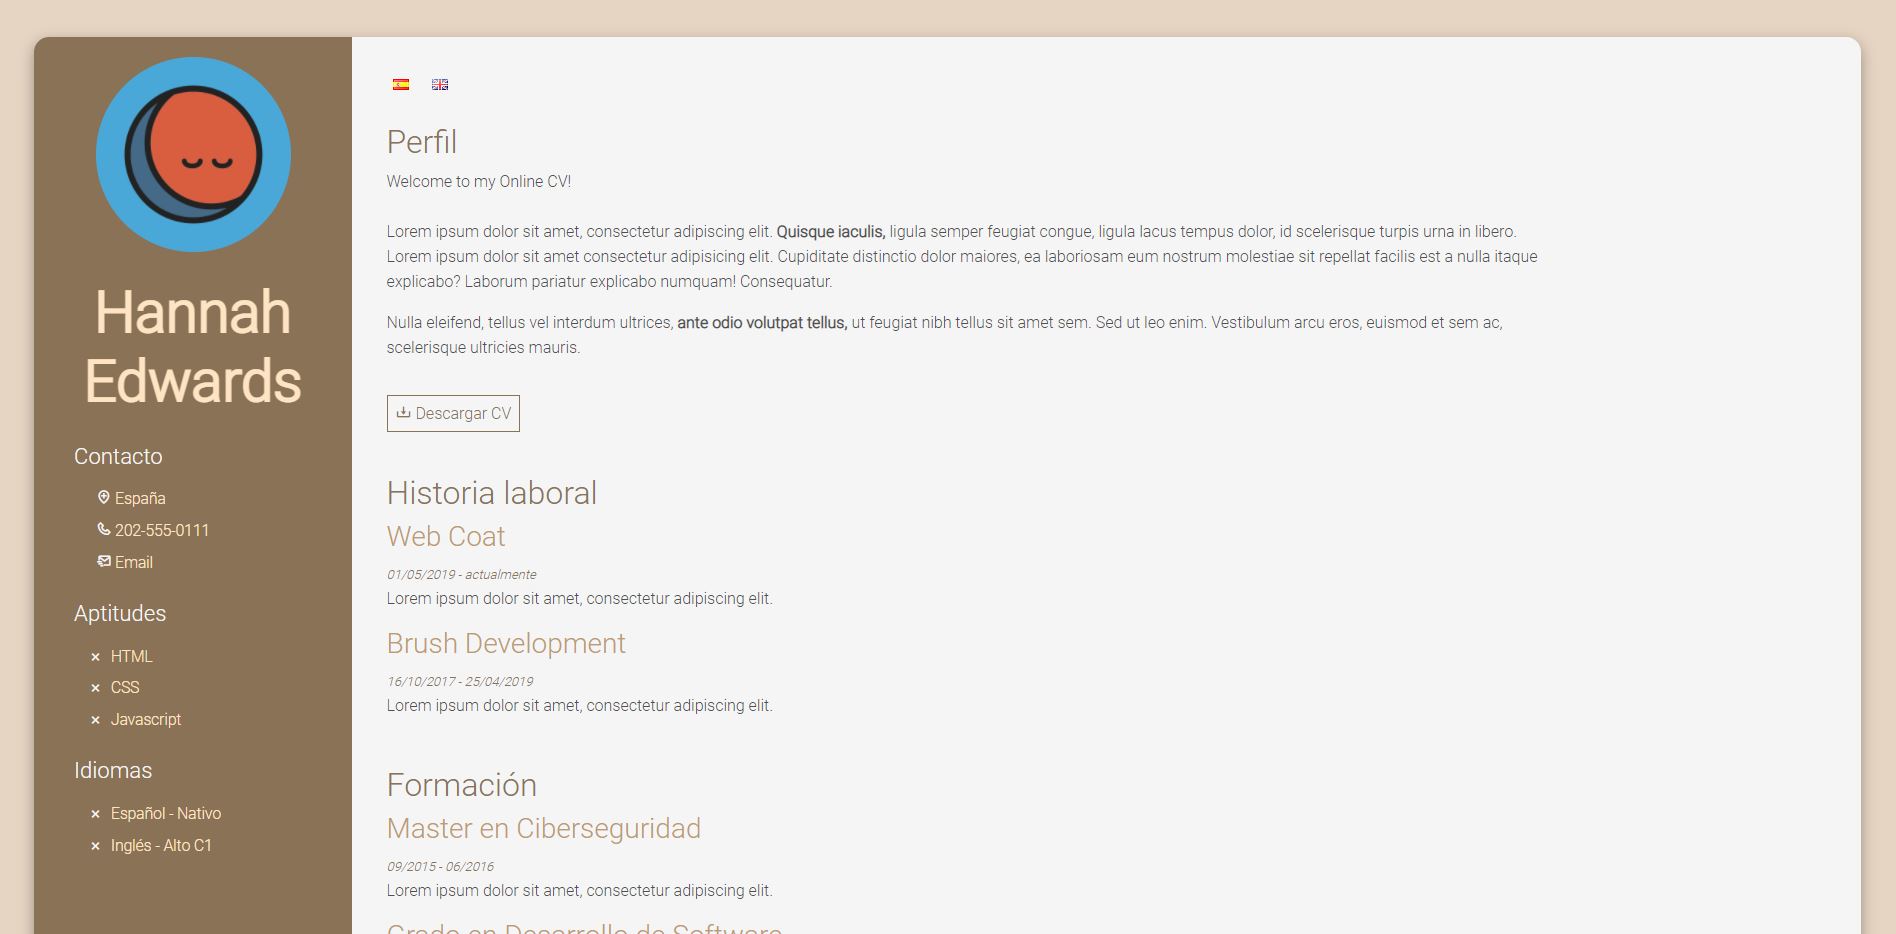 Hannah
Edwards
Contacto
España
202-555-0111
Email
Aptitudes
HTML
CSS
Javascript
Idiomas
Español - Nativo
Inglés - Alto C1
Perfil
Welcome to my Online CV!
Lorem ipsum dolor sit amet, consectetur adipiscing elit. Quisque iaculis, ligula semper feugiat congue, ligula lacus tempus dolor, id scelerisque turpis urna in libero.
Lorem ipsum dolor sit amet consectetur adipisicing elit. Cupiditate distinctio dolor maiores, ea laboriosam eum nostrum molestiae sit repellat facilis est a nulla itaque
explicabo? Laborum pariatur explicabo numquam! Consequatur.
Nulla eleifend, tellus vel interdum ultrices, ante odio volutpat tellus, ut feugiat nibh tellus sit amet sem. Sed ut leo enim. Vestibulum arcu eros, euismod et sem ac,
scelerisque ultricies mauris.
Descargar CV
Historia laboral
Web Coat
01/05/2019 - actualmente
Lorem ipsum dolor sit amet, consectetur adipiscing elit.
Brush Development
16/10/2017 - 25/04/2019
Lorem ipsum dolor sit amet, consectetur adipiscing elit.
Formación
Master en Ciberseguridad
09/2015 - 06/2016
Lorem ipsum dolor sit amet, consectetur adipiscing elit.
Grado en Desarrollo de Software